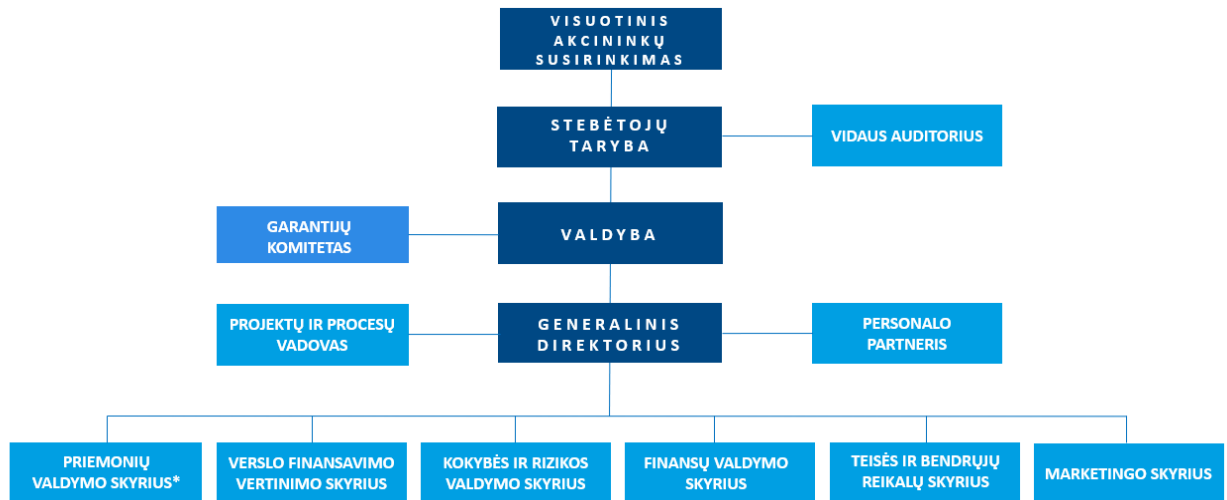 VISUOTINIS
AKCININKŲ
SUSIRINKIMAS
STEBĖTOJŲ
TARYBA
VIDAUS AUDITORIUS
GARANTIJŲ
KOMITETAS
VALDYBA
PROJEKTŲ IR PROCESŲ
VADOVAS
GENERALINIS
DIREKTORIUS
PERSONALO
PARTNERIS
PRIEMONIŲ
VALDYMO SKYRIUS*
VERSLO FINANSAVIMO
VERTINIMO SKYRIUS
KOKYBĖS IR RIZIKOS
VALDYMO SKYRIUS
FINANSŲ VALDYMO
SKYRIUS
TEISĖS IR BENDRŲJŲ
REIKALŲ SKYRIUS
MARKETINGO SKYRIUS